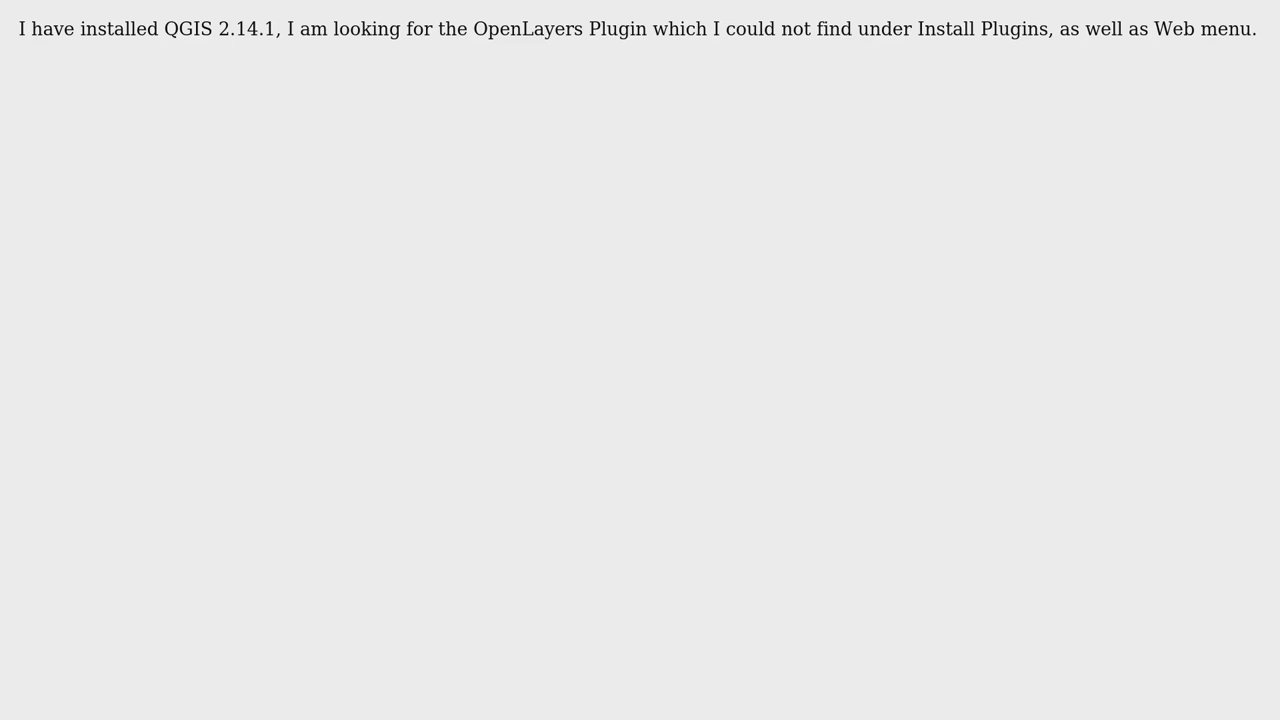 I have installed QGIS 2.14.1, I am looking for the OpenLayers Plugin which I could not find under Install Plugins, as well as Web menu.